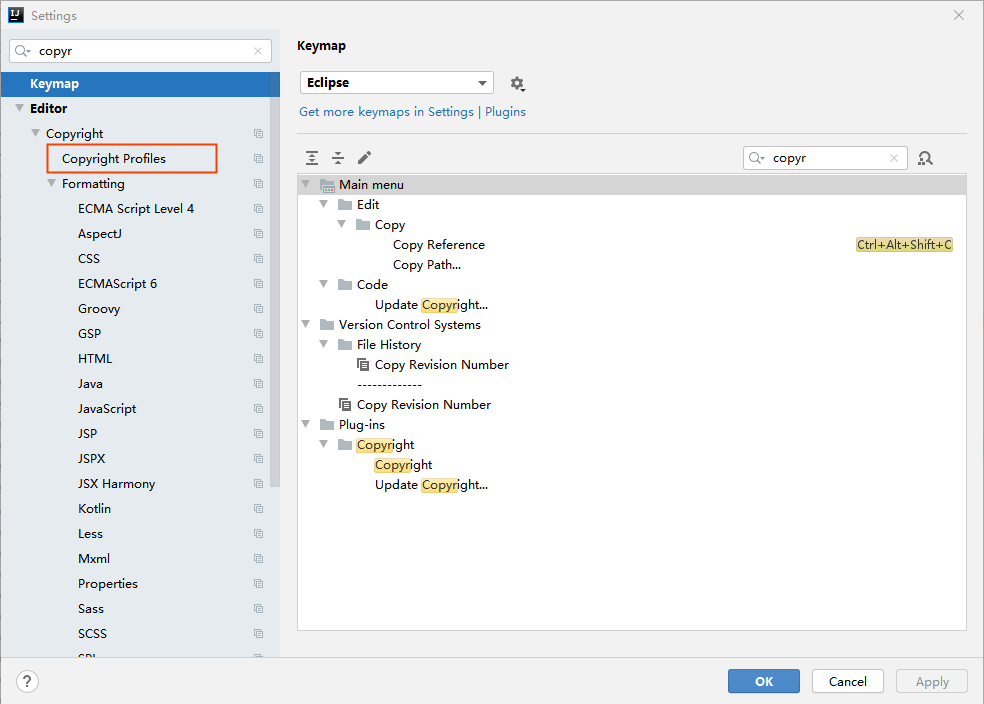 IJ
Settings
copyr
Keymap
Editor
Copyright
Copyright Profiles
Formatting
ECMA Script Level 4
AspectJ
CSS
ECMAScript 6
Groovy
GSP
HTML
Java
JavaScript
JSP
JSPX
JSX Harmony
Kotlin
Less
Mxml
Properties
Sass
SCSS
Keymap
Eclipse
Get more keymaps in Settings | Plugins
copyr
Main menu
Edit
Copy
Copy Reference Ctrl+Alt+Shift+C
Copy Path...
Code
Update Copyright...
Version Control Systems
File History
Copy Revision Number
-------------
Copy Revision Number
Plug-ins
Copyright
Copyright
Update Copyright...
?
OK
Cancel
Apply